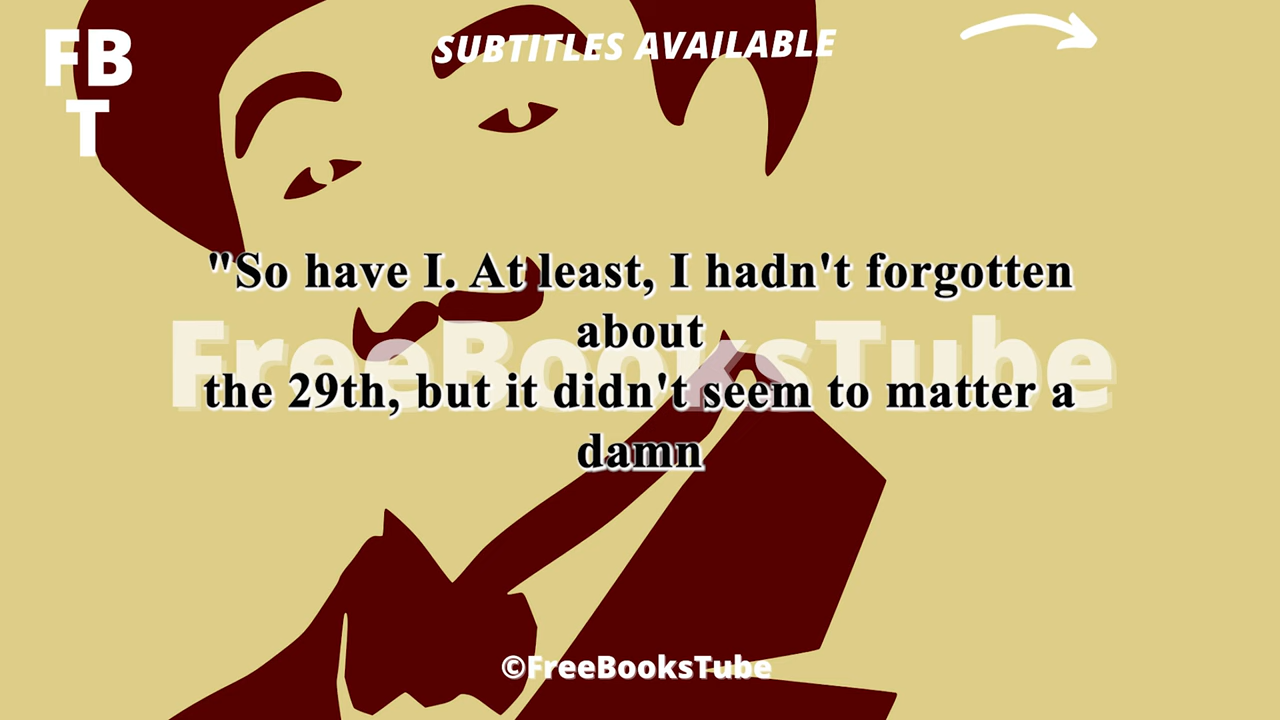 FB
T
SUBTITLES AVAILABLE
"So have I. At least, I hadn't forgotten
about
FreeBooksTube
the 29th, but it didn't seem to matter a
damn
©FreeBooksTube